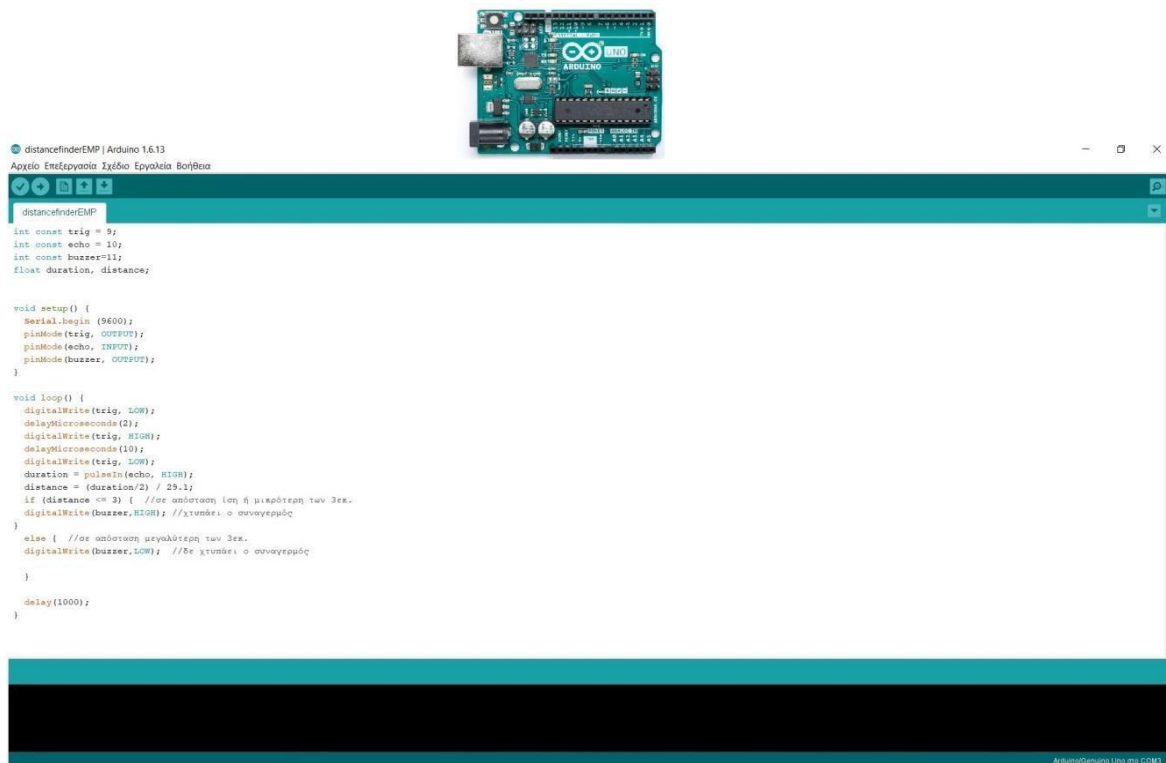 UNO
ARDUINO
distancefinderEMP | Arduino 1.6.13
Αρχείο Επεξεργασία Σχέδιο Εργαλεία Βοήθεια
distancefinderEMP
int const trig = 9;
int const echo = 10;
int const buzzer=11;
float duration, distance;
void setup() {
Serial.begin (9600);
pinMode(trig, OUTPUT);
pinMode(echo, INPUT);
pinMode(buzzer, OUTPUT);
}
void loop() {
digitalWrite(trig, LOW);
delayMicroseconds(2);
digitalWrite(trig, HIGH);
delayMicroseconds(10);
digitalWrite(trig, LOW);
duration = pulseIn(echo, HIGH);
distance = (duration/2) / 29.1;
if (distance <= 3) { //σε απόσταση ίση ή μικρότερη των 3εκ.
digitalWrite(buzzer,HIGH); //χτυπάει ο συναγερμός
}
else { //σε απόσταση μεγαλύτερη των 3εκ.
digitalWrite(buzzer,LOW); //δε χτυπάει ο συναγερμός
}
delay(1000);
}
Arduino/Genuino Uno στο COM3